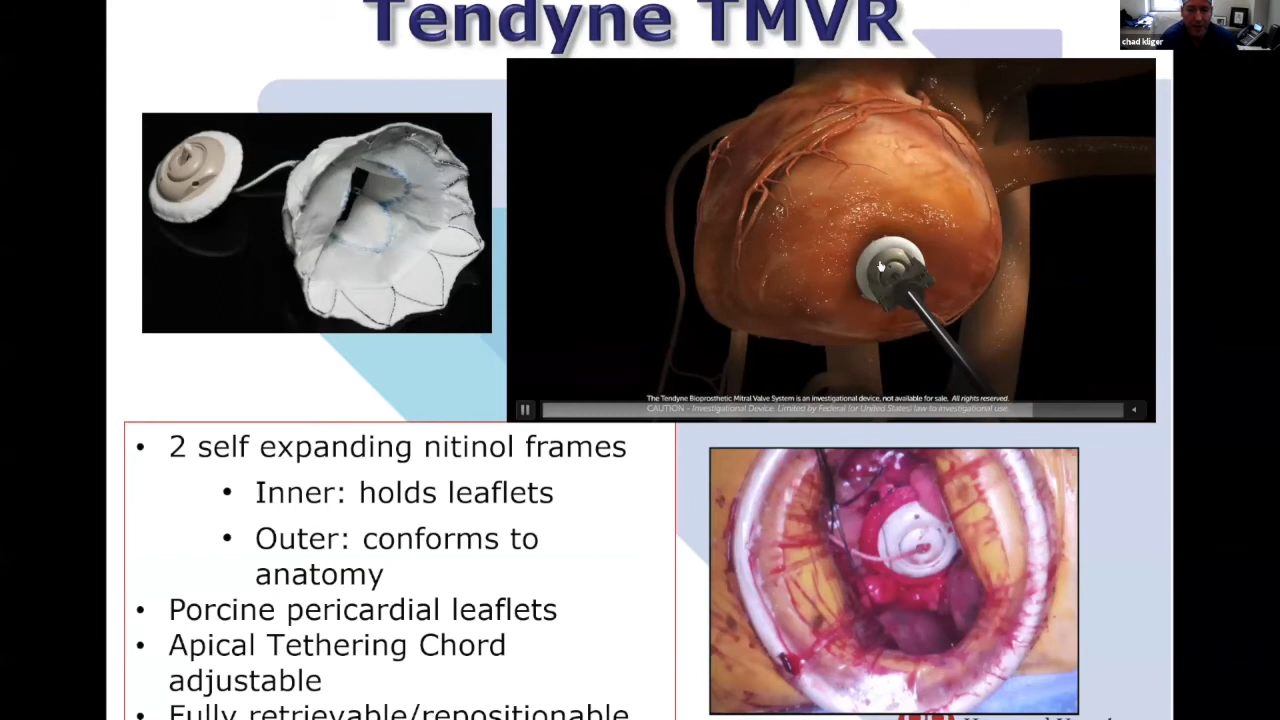 Tendyne TMVR
chad kliger
The Tendyne Bioprosthetic Mitral Valve System is an investigational device, not available for sale. All rights reserved.
CAUTION - Investigational Device. Limited by Federal (or United States) law to investigational use.
• 2 self expanding nitinol frames
• Inner: holds leaflets
• Outer: conforms to
anatomy
• Porcine pericardial leaflets
• Apical Tethering Chord
adjustable
• Fully retrievable/repositionable